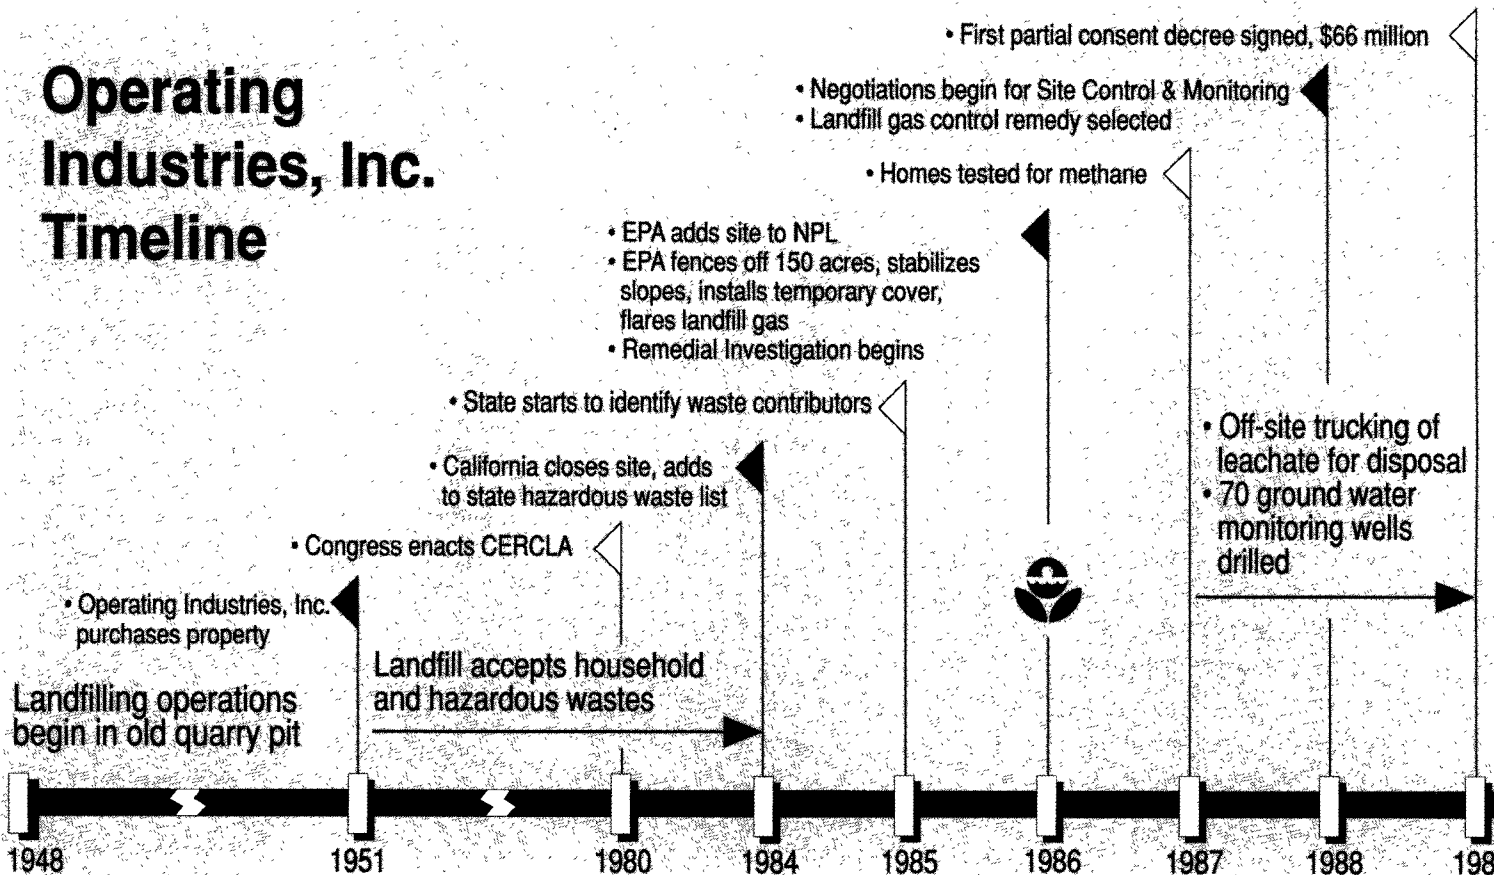 Operating
Industries, Inc.
Timeline
• First partial consent decree signed, $66 million
• Negotiations begin for Site Control & Monitoring
• Landfill gas control remedy selected
• Homes tested for methane
• EPA adds site to NPL
• EPA fences off 150 acres, stabilizes
slopes, installs temporary cover,
flares landfill gas
• Remedial Investigation begins
• State starts to identify waste contributors
• California closes site, adds
to state hazardous waste list
• Congress enacts CERCLA
• Operating Industries, Inc.
purchases property
Landfilling operations
begin in old quarry pit
Landfill accepts household
and hazardous wastes
• Off-site trucking of
leachate for disposal
• 70 ground water
monitoring wells
drilled
1948 1951 1980 1984 1985 1986 1987 1988 198